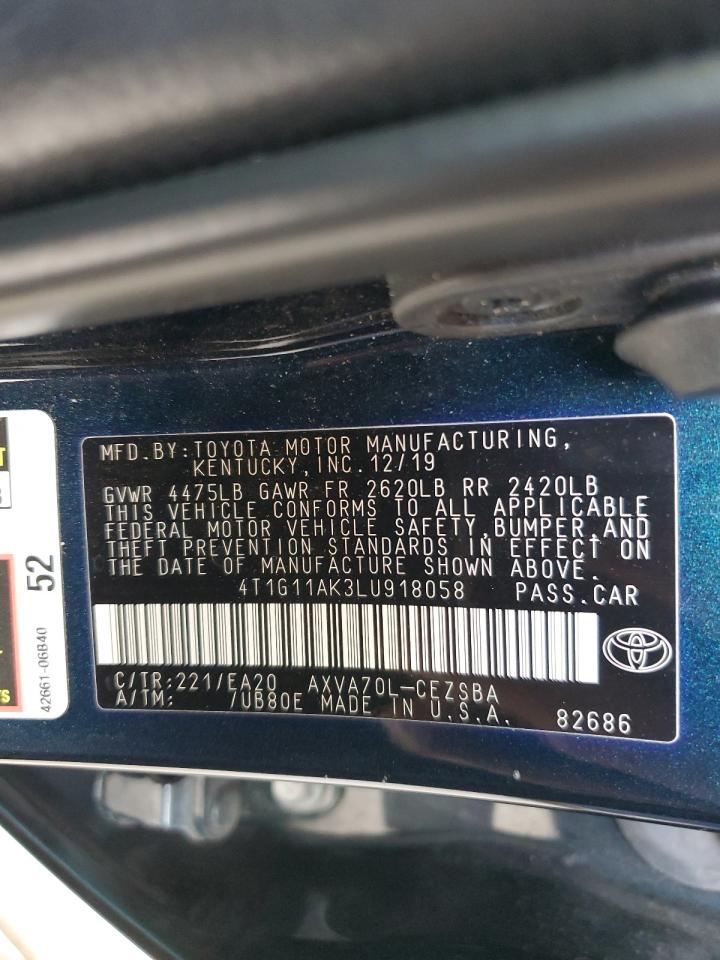 MFD.BY:TOYOTA MOTOR MANUFACTURING,
KENTUCKY, INC. 12/19
GVWR 4475LB GAWR FR 2620LB RR 2420LB
THIS VEHICLE CONFORMS TO ALL APPLICABLE
FEDERAL MOTOR VEHICLE SAFETY,BUMPER,AND
THEFT PREVENTION STANDARDS IN EFFECT ON
THE DATE OF MANUFACTURE SHOWN ABOVE.
4T1G11AK3LU918058 PASS.CAR
C/TR:221/EA20 AXVA70L-CEZSBA
A/TM: /UB80E MADE IN U.S.A. 82686
52
42661-06B40